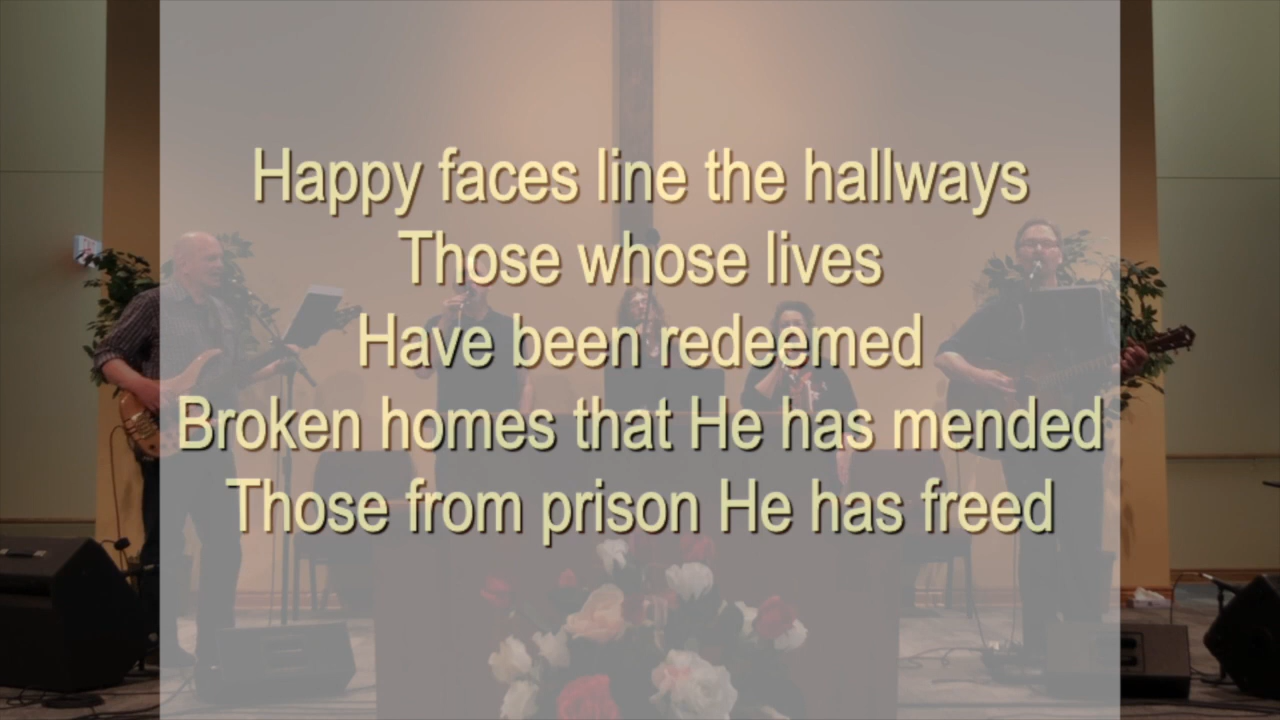 Happy faces line the hallways
Those whose lives
Have been redeemed
Broken homes that He has mended
Those from prison He has freed